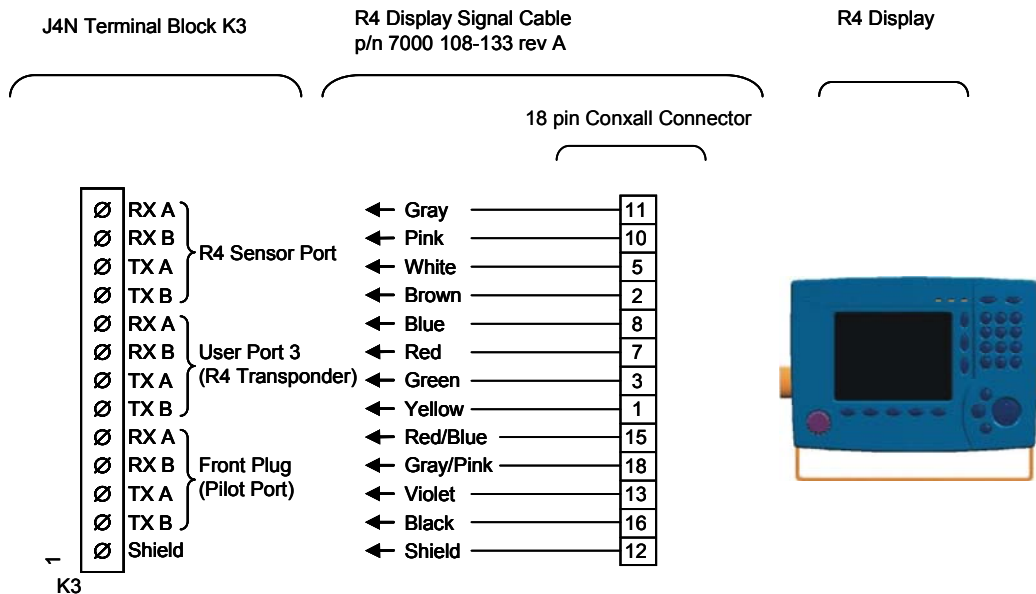 J4N Terminal Block K3
R4 Display Signal Cable
p/n 7000 108-133 rev A
R4 Display
18 pin Conxall Connector
RX A
RX B
TX A
TX B
R4 Sensor Port
RX A
RX B
TX A
TX B
User Port 3
(R4 Transponder)
RX A
RX B
TX A
TX B
Front Plug
(Pilot Port)
Shield
1
K3
Gray 11
Pink 10
White 5
Brown 2
Blue 8
Red 7
Green 3
Yellow 1
Red/Blue 15
Gray/Pink 18
Violet 13
Black 16
Shield 12